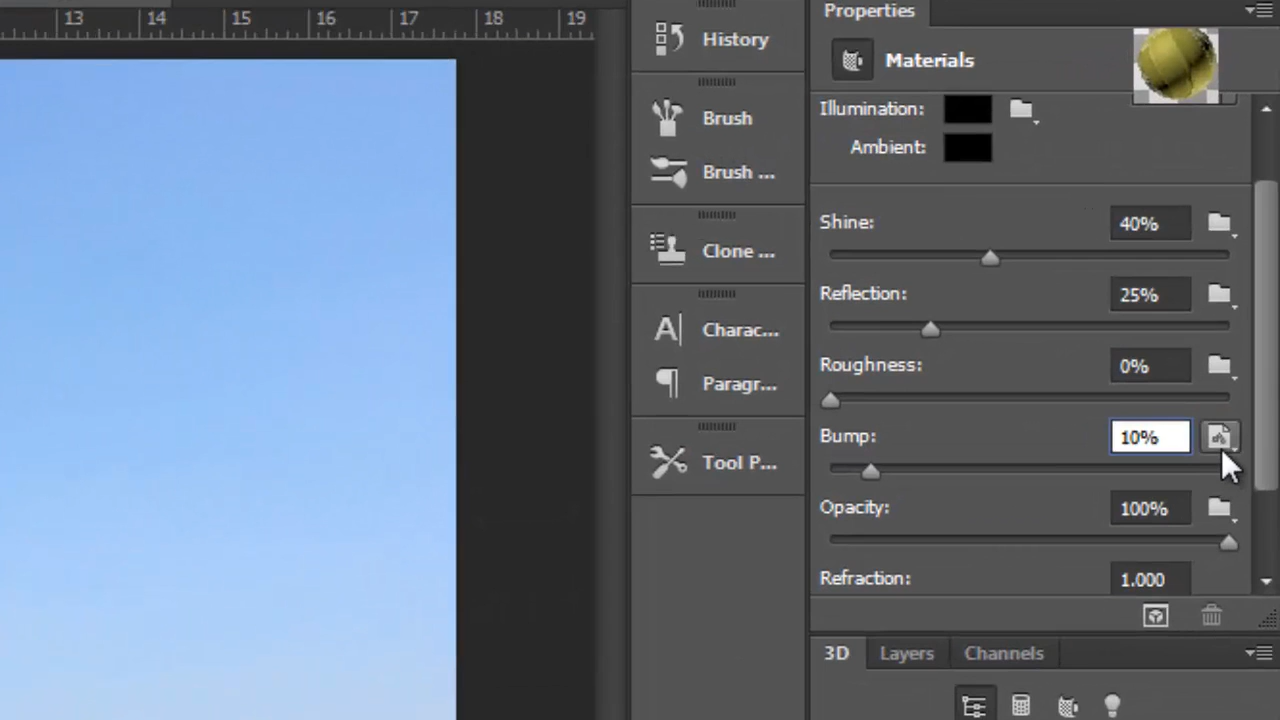 13 14 15 16 17 18 19
History
Brush
Brush ...
Clone ...
Charac...
Paragr...
Tool P...
Properties
Materials
Illumination:
Ambient:
Shine: 40%
Reflection: 25%
Roughness: 0%
Bump: 10%
Opacity: 100%
Refraction: 1.000
3D Layers Channels